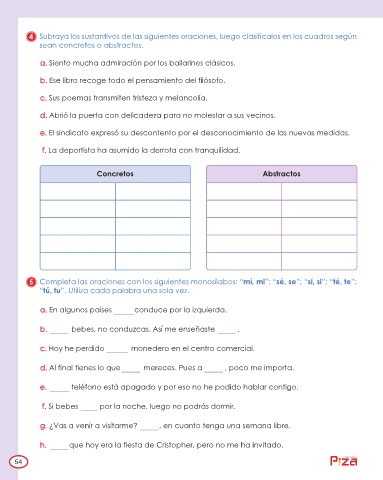 4 Subraya los sustantivos de las siguientes oraciones, luego clasifícalos en los cuadros según
sean concretos o abstractos.
a. Siento mucha admiración por los bailarines clásicos.
b. Ese libro recoge todo el pensamiento del filósofo.
c. Sus poemas transmiten tristeza y melancolía.
d. Abrió la puerta con delicadeza para no molestar a sus vecinos.
e. El sindicato expresó su descontento por el desconocimiento de las nuevas medidas.
f. La deportista ha asumido la derrota con tranquilidad.
Concretos Abstractos
5 Completa las oraciones con los siguientes monosílabos: "mí, mi"; "sé, se"; "sí, si"; "té, te";
"tú, tu". Utiliza cada palabra una sola vez.
a. En algunos países _____ conduce por la izquierda.
b. _____ bebes, no conduzcas. Así me enseñaste _____ .
c. Hoy he perdido _____ monedero en el centro comercial.
d. Al final tienes lo que _____ mereces. Pues a _____ , poco me importa.
e. _____ teléfono está apagado y por eso no he podido hablar contigo.
f. Si bebes _____ por la noche, luego no podrás dormir.
g. ¿Vas a venir a visitarme? _____ , en cuanto tenga una semana libre.
h. _____ que hoy era la fiesta de Cristopher, pero no me ha invitado.
54